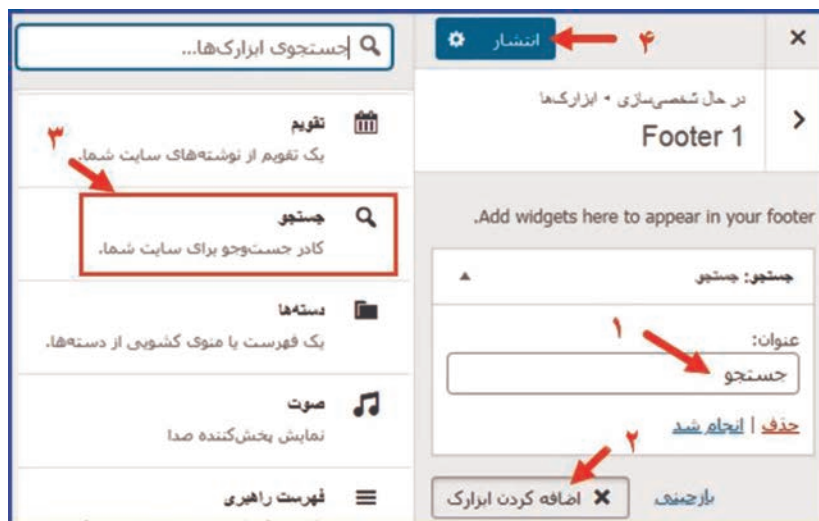 انتشار
۴
در حال شخصی‌سازی • ابزارک‌ها
Footer 1
Add widgets here to appear in your footer.
جستجو: جستجو
۱
عنوان:
جستجو
حذف | انجام شد
۲
بازچینی
اضافه کردن ابزارک
جستجوی ابزارک‌ها...
تقویم
یک تقویم از نوشته‌های سایت شما.
۳
جستجو
کادر جست‌وجو برای سایت شما.
دسته‌ها
یک فهرست یا منوی کشویی از دسته‌ها.
صوت
نمایش پخش‌کننده صدا
فهرست راهبری